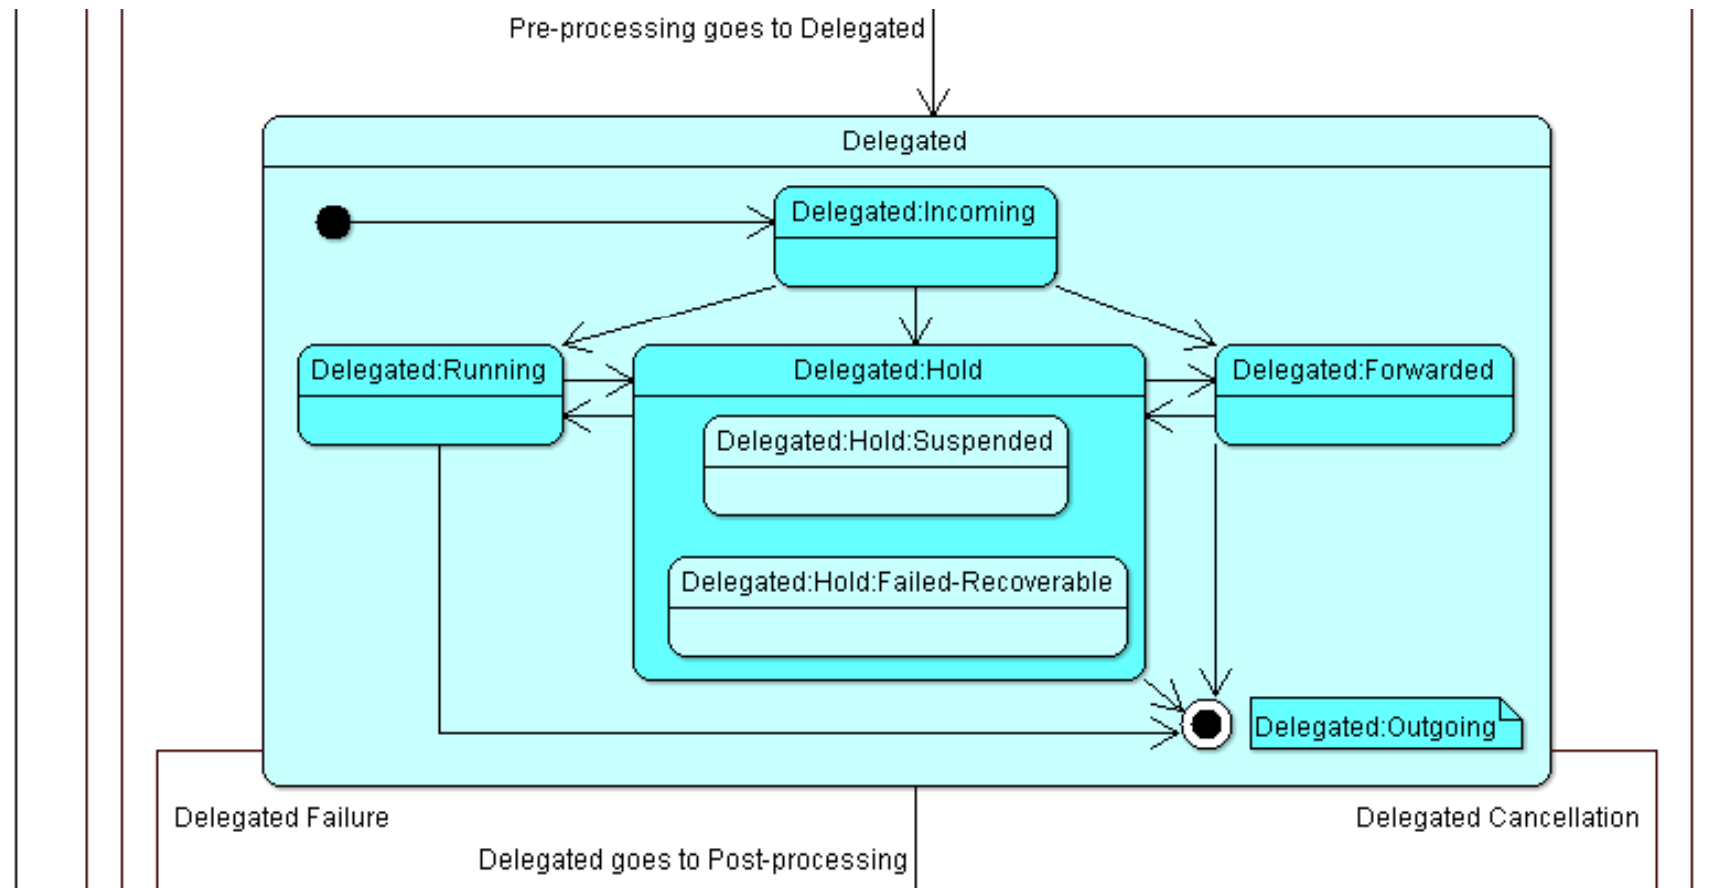 Pre-processing goes to Delegated
Delegated
Delegated:Incoming
Delegated:Running
Delegated:Hold
Delegated:Forwarded
Delegated:Hold:Suspended
Delegated:Hold:Failed-Recoverable
Delegated:Outgoing
Delegated Failure
Delegated Cancellation
Delegated goes to Post-processing